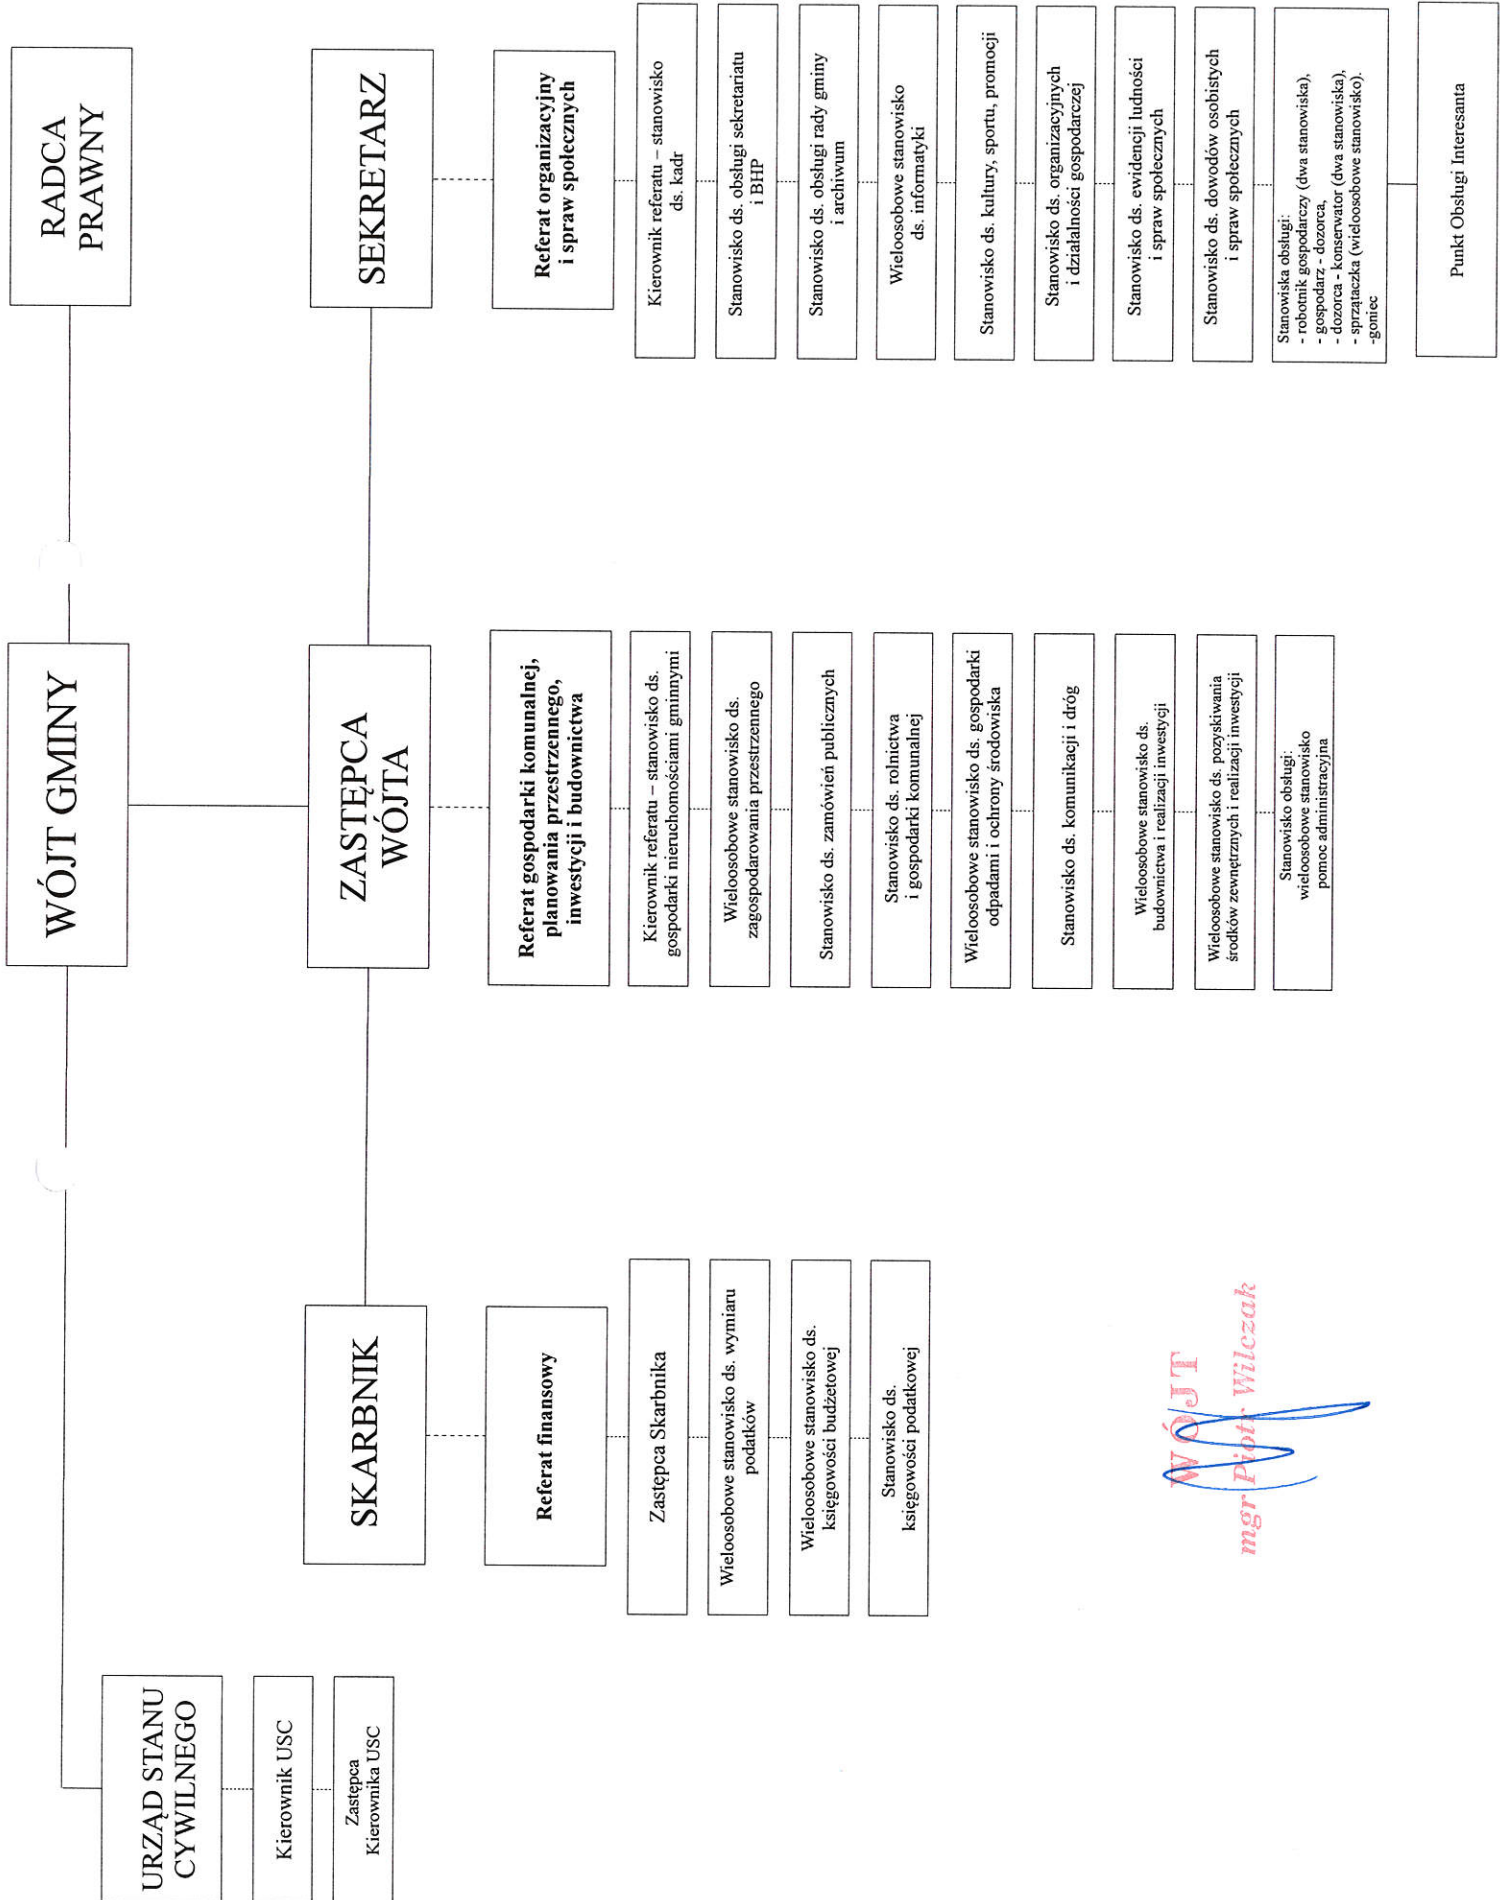 WÓJT GMINY
RADCA
PRAWNY
URZĄD STANU
CYWILNEGO
Kierownik USC
Zastępca
Kierownika USC
SKARBNIK
Referat finansowy
Zastępca Skarbnika
Wieloosobowe stanowisko ds. wymiaru
podatków
Wieloosobowe stanowisko ds.
księgowości budżetowej
Stanowisko ds.
księgowości podatkowej
ZASTĘPCA
WÓJTA
Referat gospodarki komunalnej,
planowania przestrzennego,
inwestycji i budownictwa
Kierownik referatu – stanowisko ds.
gospodarki nieruchomościami gminnymi
Wieloosobowe stanowisko ds.
zagospodarowania przestrzennego
Stanowisko ds. zamówień publicznych
Stanowisko ds. rolnictwa
i gospodarki komunalnej
Wieloosobowe stanowisko ds. gospodarki
odpadami i ochrony środowiska
Stanowisko ds. komunikacji i dróg
Wieloosobowe stanowisko ds.
budownictwa i realizacji inwestycji
Wieloosobowe stanowisko ds. pozyskiwania
środków zewnętrznych i realizacji inwestycji
Stanowisko obsługi:
wieloosobowe stanowisko
pomoc administracyjna
SEKRETARZ
Referat organizacyjny
i spraw społecznych
Kierownik referatu – stanowisko
ds. kadr
Stanowisko ds. obsługi sekretariatu
i BHP
Stanowisko ds. obsługi rady gminy
i archiwum
Wieloosobowe stanowisko
ds. informatyki
Stanowisko ds. kultury, sportu, promocji
Stanowisko ds. organizacyjnych
i działalności gospodarczej
Stanowisko ds. ewidencji ludności
i spraw społecznych
Stanowisko ds. dowodów osobistych
i spraw społecznych
Stanowiska obsługi:
- robotnik gospodarczy (dwa stanowiska),
- gospodarz - dozorca,
- dozorca - konserwator (dwa stanowiska),
- sprzątaczka (wieloosobowe stanowisko).
-goniec
Punkt Obsługi Interesanta
WÓJT
mgr Piotr Wilczak